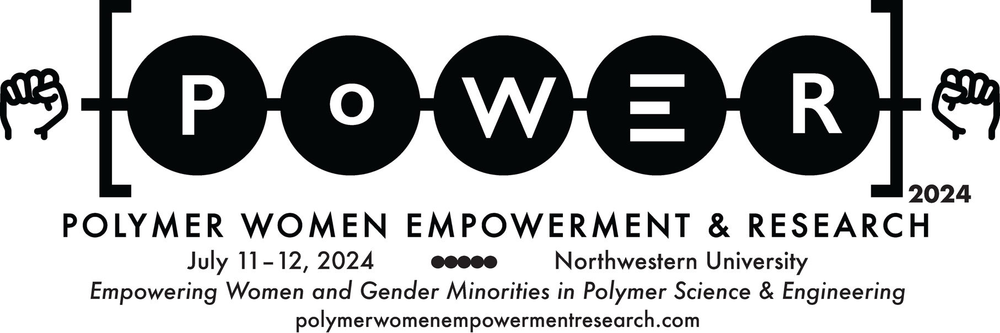 PoWER
2024
POLYMER WOMEN EMPOWERMENT & RESEARCH
July 11–12, 2024 Northwestern University
Empowering Women and Gender Minorities in Polymer Science & Engineering
polymerwomenempowermentresearch.com